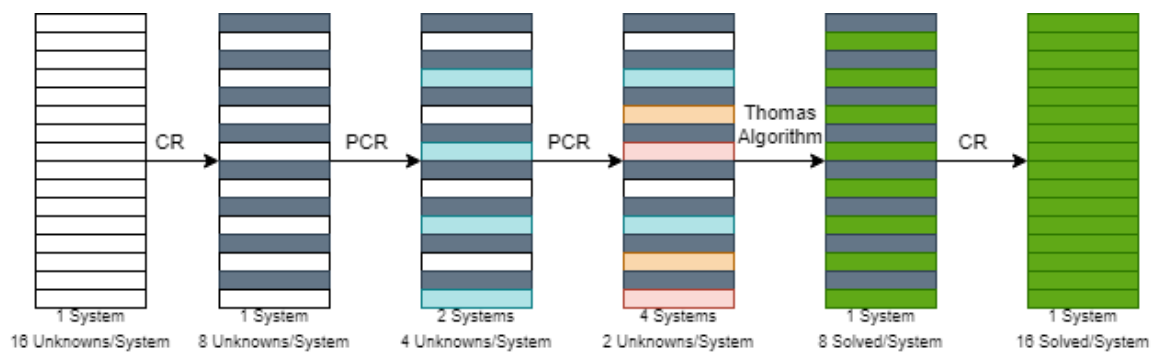 CR
PCR
PCR
Thomas
Algorithm
CR
1 System
16 Unknowns/System
1 System
8 Unknowns/System
2 Systems
4 Unknowns/System
4 Systems
2 Unknowns/System
1 System
8 Solved/System
1 System
16 Solved/System